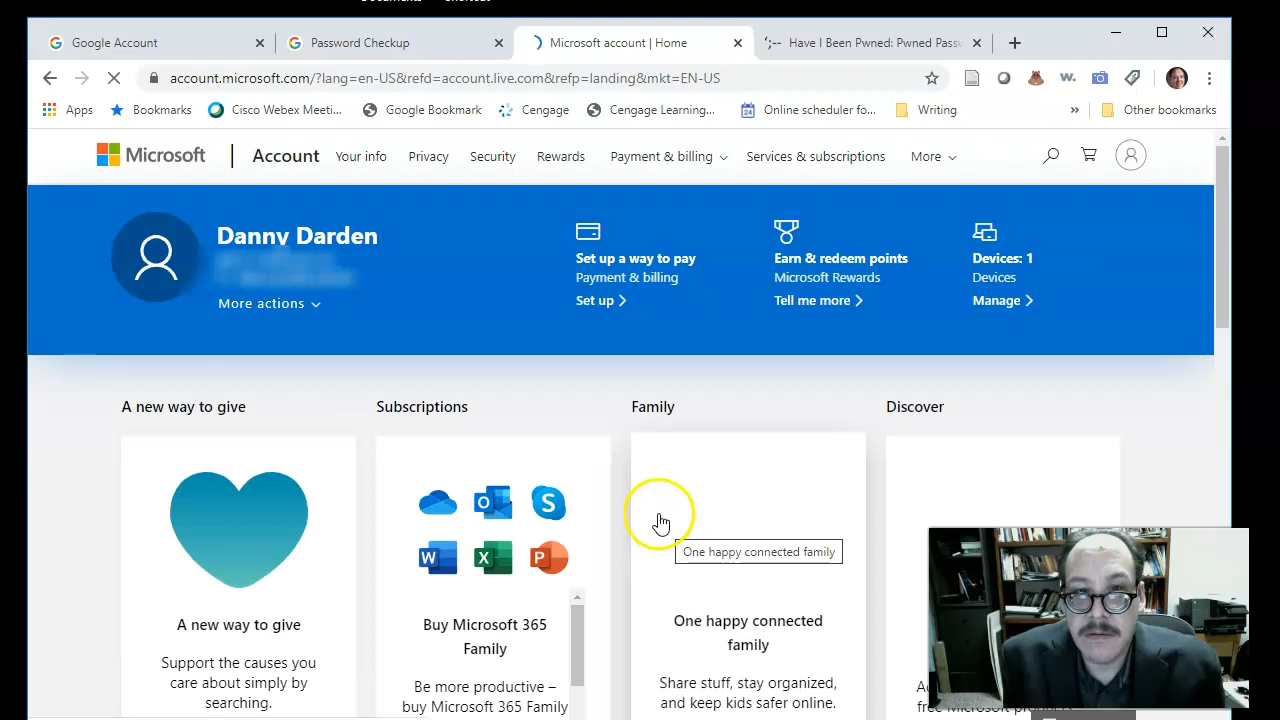 Google Account
Password Checkup
Microsoft account | Home
Have I Been Pwned: Pwned Pass
account.microsoft.com/?lang=en-US&refd=account.live.com&refp=landing&mkt=EN-US
Apps
Bookmarks
Cisco Webex Meeti...
Google Bookmarks
Cengage
Cengage Learning,...
Online scheduler fo...
Writing
»
Other bookmarks
Microsoft
Account
Your info
Privacy
Security
Rewards
Payment & billing
Services & subscriptions
More
Danny Darden
More actions
Set up a way to pay
Payment & billing
Set up
Earn & redeem points
Microsoft Rewards
Tell me more
Devices: 1
Devices
Manage
A new way to give
Subscriptions
Family
Discover
A new way to give
Support the causes you
care about simply by
searching.
Buy Microsoft 365
Family
Be more productive –
buy Microsoft 365 Family
One happy connected family
One happy connected
family
Share stuff, stay organized,
and keep kids safer online.